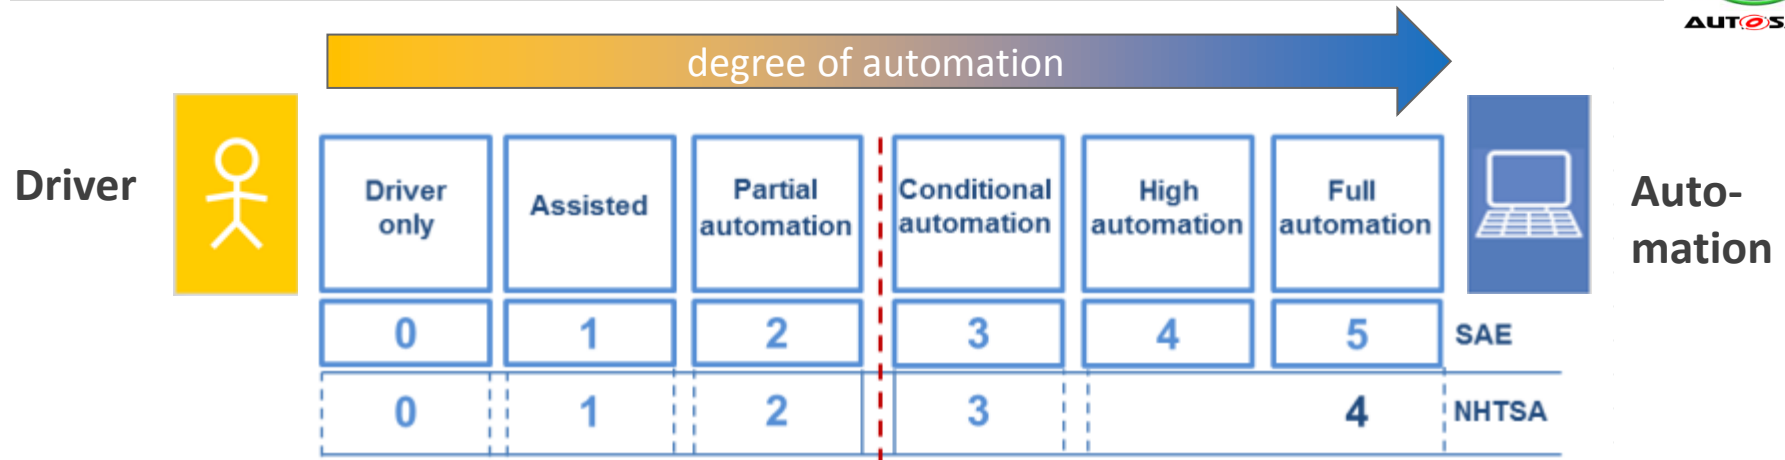 AUTOS
degree of automation
Driver
Driver
only
Assisted
Partial
automation
Conditional
automation
High
automation
Full
automation
Auto-
mation
0 1 2 3 4 5 SAE
0 1 2 3 4 NHTSA